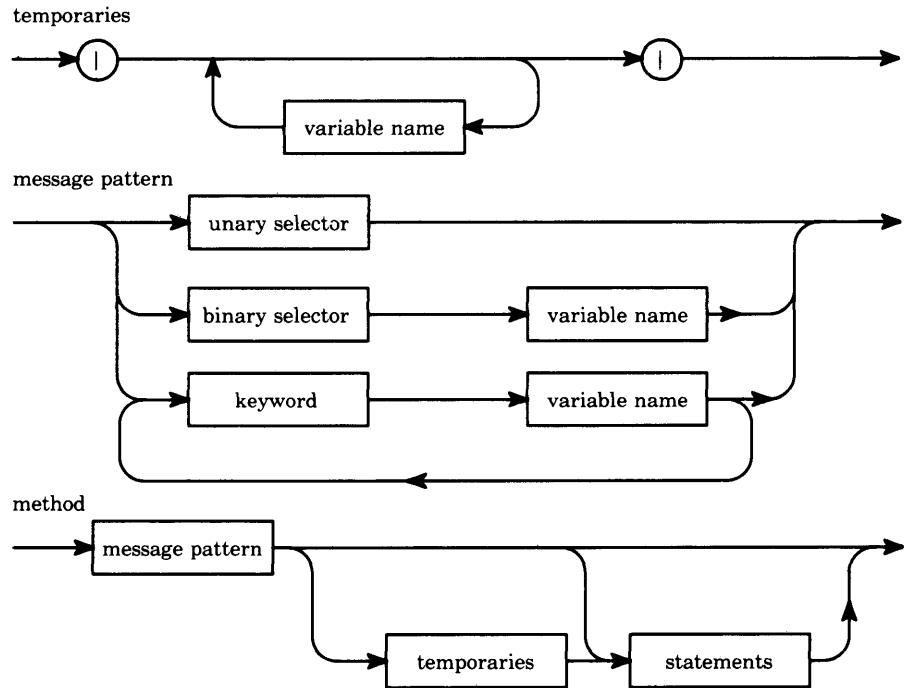 temporaries
| |
variable name
message pattern
unary selector
binary selector variable name
keyword variable name
method
message pattern
temporaries statements